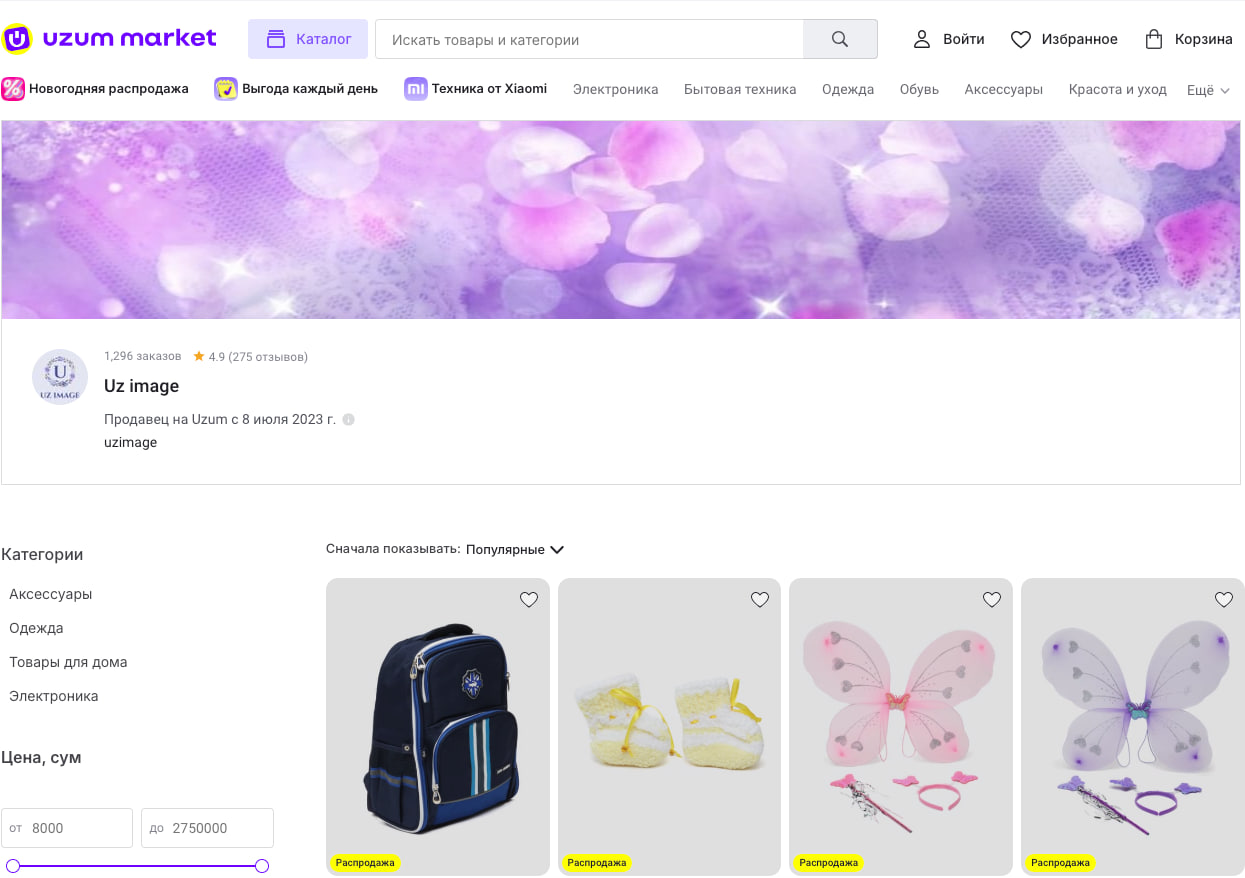 uzum market
Каталог
Искать товары и категории
Войти
Избранное
Корзина
% Новогодняя распродажа
Выгода каждый день
mi Техника от Xiaomi
Электроника
Бытовая техника
Одежда
Обувь
Аксессуары
Красота и уход
Ещё
1,296 заказов
4.9 (275 отзывов)
U
UZ IMAGE
Uz image
Продавец на Uzum с 8 июля 2023 г.
uzimage
Категории
Аксессуары
Одежда
Товары для дома
Электроника
Цена, сум
от 8000
до 2750000
Сначала показывать: Популярные
Распродажа
Распродажа
Распродажа
Распродажа